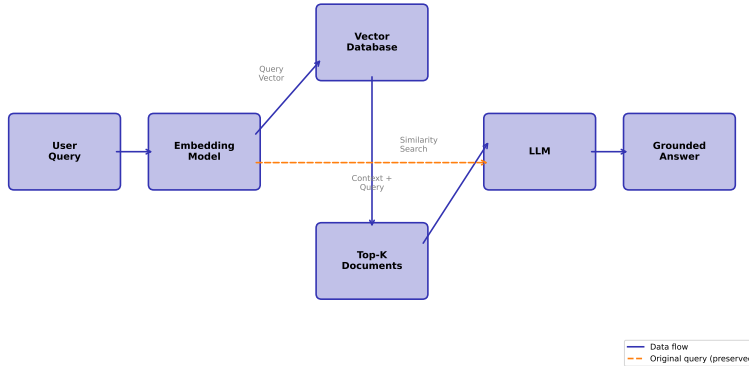 Vector
Database
Query
Vector
User
Query
Embedding
Model
Similarity
Search
LLM
Grounded
Answer
Context +
Query
Top-K
Documents
Data flow
Original query (preserve